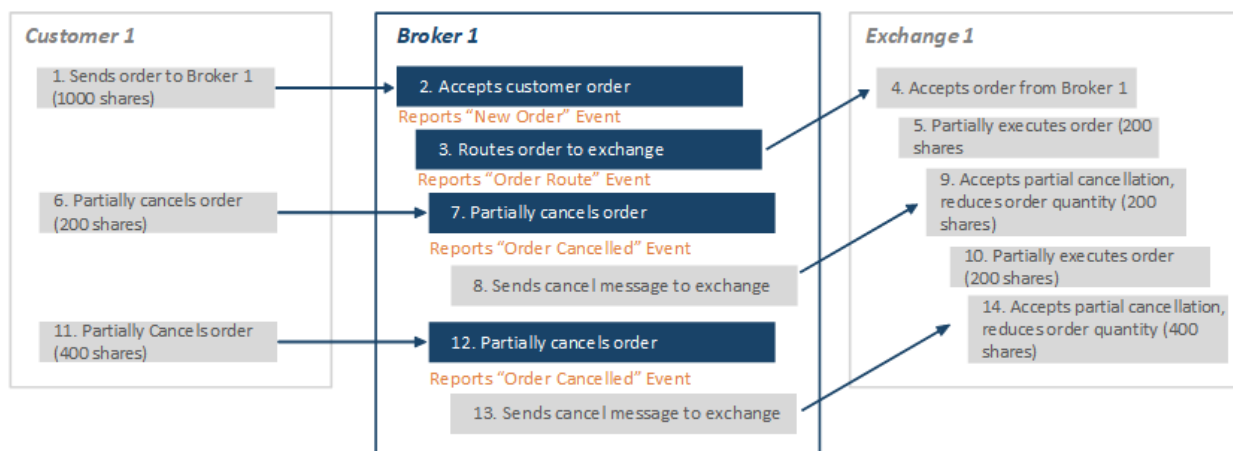 Customer 1
1. Sends order to Broker 1
(1000 shares)
6. Partially cancels order
(200 shares)
11. Partially Cancels order
(400 shares)
Broker 1
2. Accepts customer order
Reports “New Order” Event
3. Routes order to exchange
Reports “Order Route” Event
7. Partially cancels order
Reports “Order Cancelled” Event
8. Sends cancel message to exchange
12. Partially cancels order
Reports “Order Cancelled” Event
13. Sends cancel message to exchange
Exchange 1
4. Accepts order from Broker 1
5. Partially executes order (200
shares
9. Accepts partial cancellation,
reduces order quantity (200
shares)
10. Partially executes order
(200 shares)
14. Accepts partial cancellation,
reduces order quantity (400
shares)